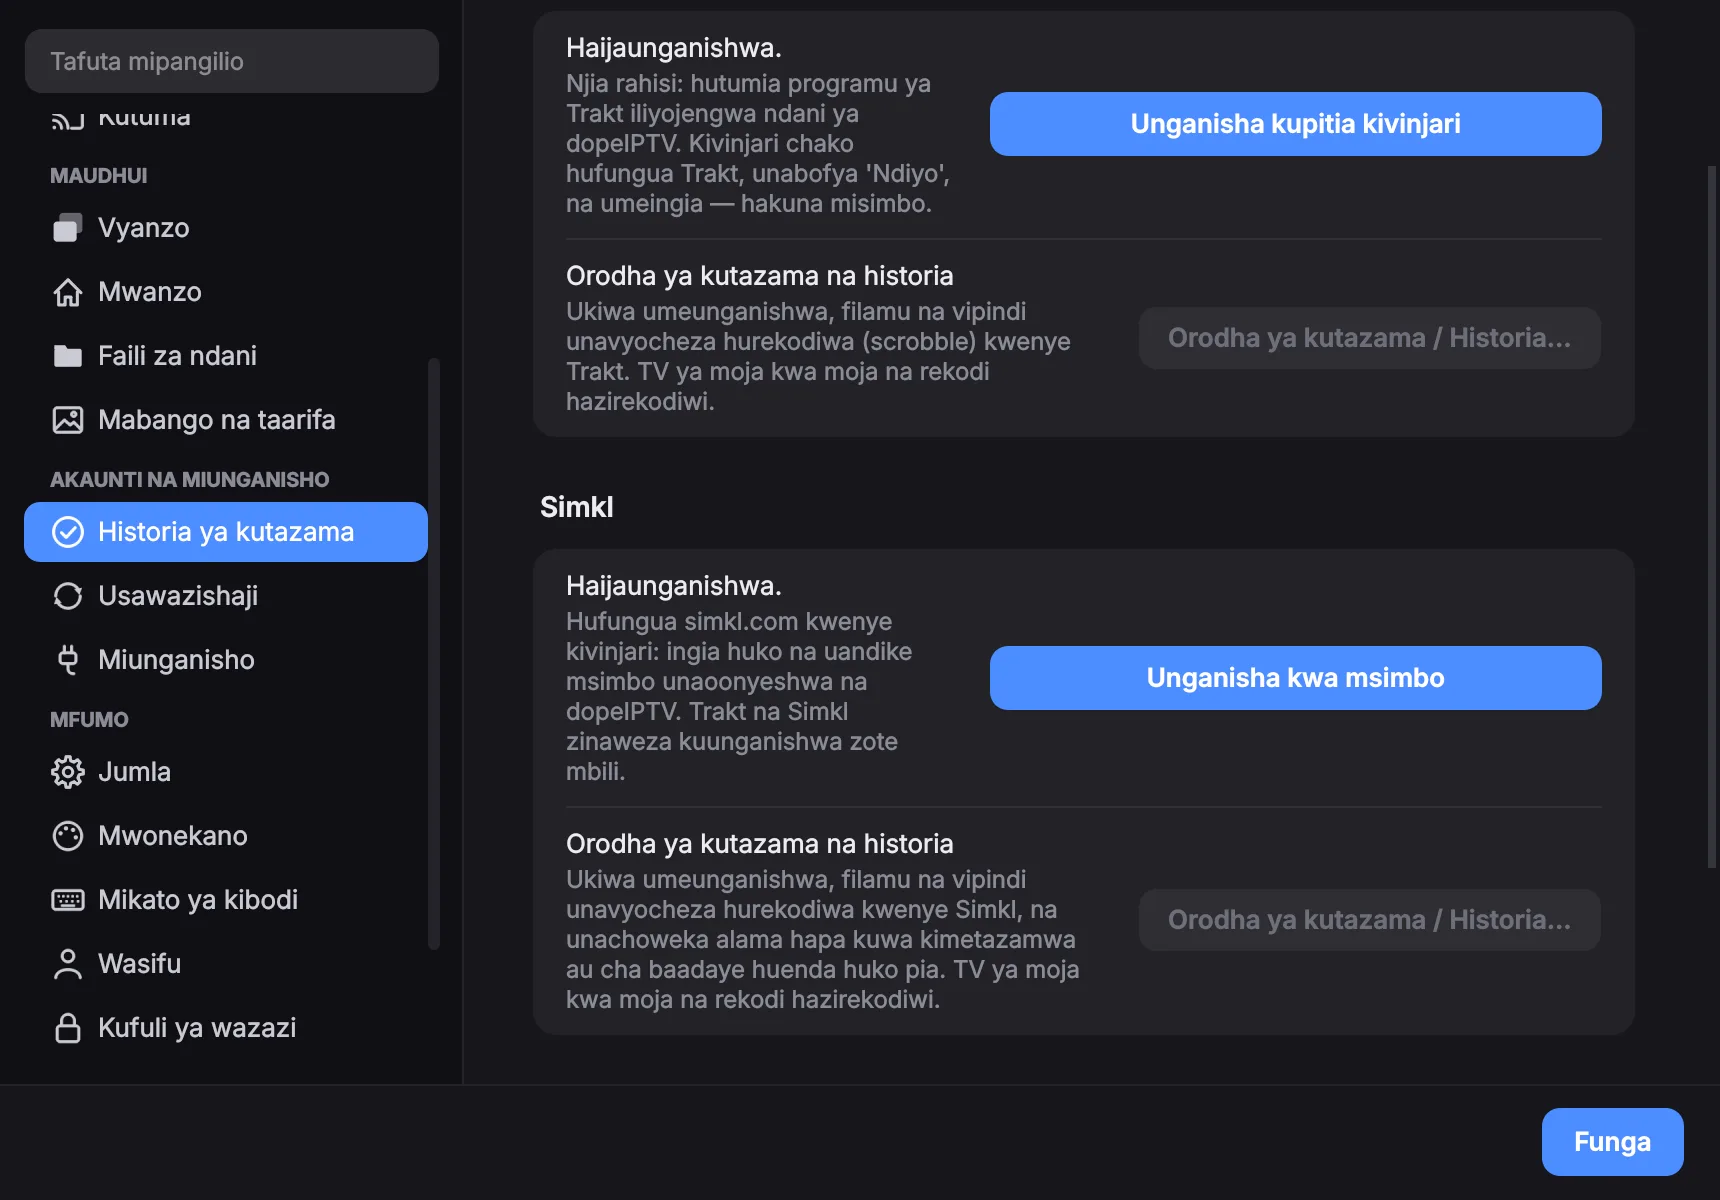 Tafuta mipangilio
Kutuma
MAUDHUI
Vyanzo
Mwanzo
Faili za ndani
Mabango na taarifa
AKAUNTI NA MIUNGANISHO
Historia ya kutazama
Usawazishaji
Miunganisho
MFUMO
Jumla
Mwonekano
Mikato ya kibodi
Wasifu
Kufuli ya wazazi
Haijaunganishwa.
Njia rahisi: hutumia programu ya
Trakt iliyojengwa ndani ya
dopeIPTV. Kivinjari chako
hufungua Trakt, unabofya 'Ndiyo',
na umeingia — hakuna misimbo.
Unganisha kupitia kivinjari
Orodha ya kutazama na historia
Ukiwa umeunganishwa, filamu na vipindi
unavyocheza hurekodiwa (scrobble) kwenye
Trakt. TV ya moja kwa moja na rekodi
hazirekodiwi.
Orodha ya kutazama / Historia...
Simkl
Haijaunganishwa.
Hufungua simkl.com kwenye
kivinjari: ingia huko na uandike
msimbo unaoonyeshwa na
dopeIPTV. Trakt na Simkl
zinaweza kuunganishwa zote
mbili.
Unganisha kwa msimbo
Orodha ya kutazama na historia
Ukiwa umeunganishwa, filamu na vipindi
unavyocheza hurekodiwa kwenye Simkl, na
unachoweka alama hapa kuwa kimetazamwa
au cha baadaye huenda huko pia. TV ya moja
kwa moja na rekodi hazirekodiwi.
Orodha ya kutazama / Historia...
Funga